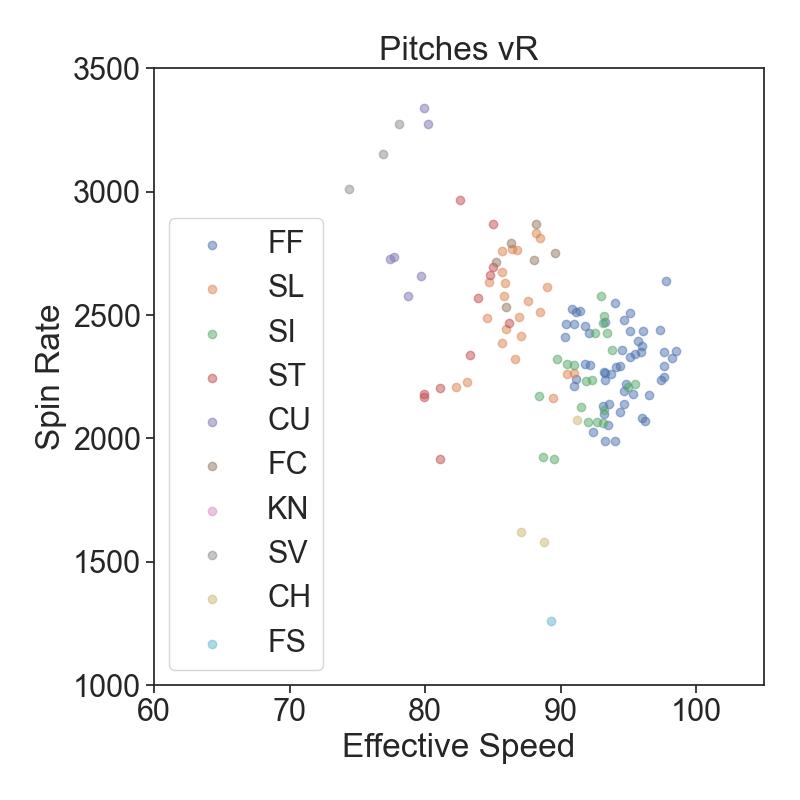 Pitches vR
3500
3000
2500
2000
1500
1000
Spin Rate
FF
SL
SI
ST
CU
FC
KN
SV
CH
FS
60 70 80 90 100
Effective Speed